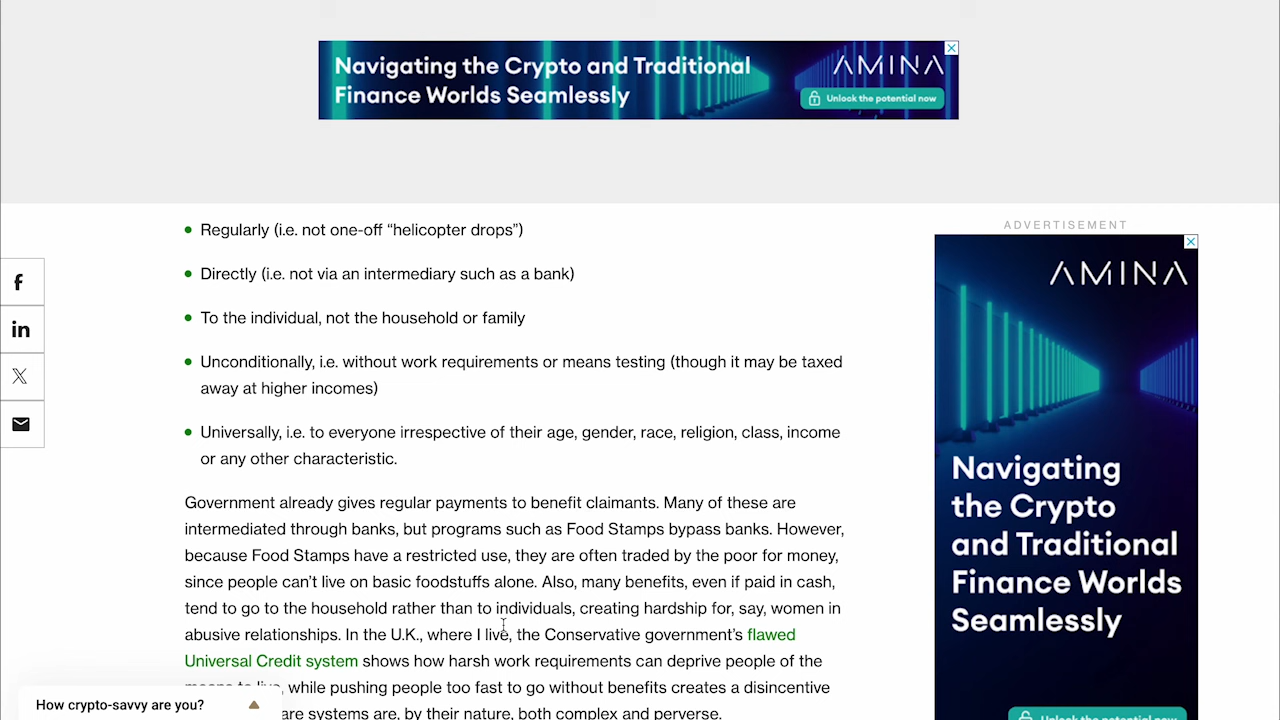 Navigating the Crypto and Traditional
Finance Worlds Seamlessly
AMINA
Unlock the potential now
• Regularly (i.e. not one-off “helicopter drops”)
• Directly (i.e. not via an intermediary such as a bank)
• To the individual, not the household or family
• Unconditionally, i.e. without work requirements or means testing (though it may be taxed
away at higher incomes)
• Universally, i.e. to everyone irrespective of their age, gender, race, religion, class, income
or any other characteristic.
Government already gives regular payments to benefit claimants. Many of these are
intermediated through banks, but programs such as Food Stamps bypass banks. However,
because Food Stamps have a restricted use, they are often traded by the poor for money,
since people can’t live on basic foodstuffs alone. Also, many benefits, even if paid in cash,
tend to go to the household rather than to individuals, creating hardship for, say, women in
abusive relationships. In the U.K., where I live, the Conservative government’s flawed
Universal Credit system shows how harsh work requirements can deprive people of the
while pushing people too fast to go without benefits creates a disincentive
are systems are, by their nature, both complex and perverse.
How crypto-savvy are you?
ADVERTISEMENT
AMINA
Navigating
the Crypto
and Traditional
Finance Worlds
Seamlessly
Unlock the potential now
f
in
X